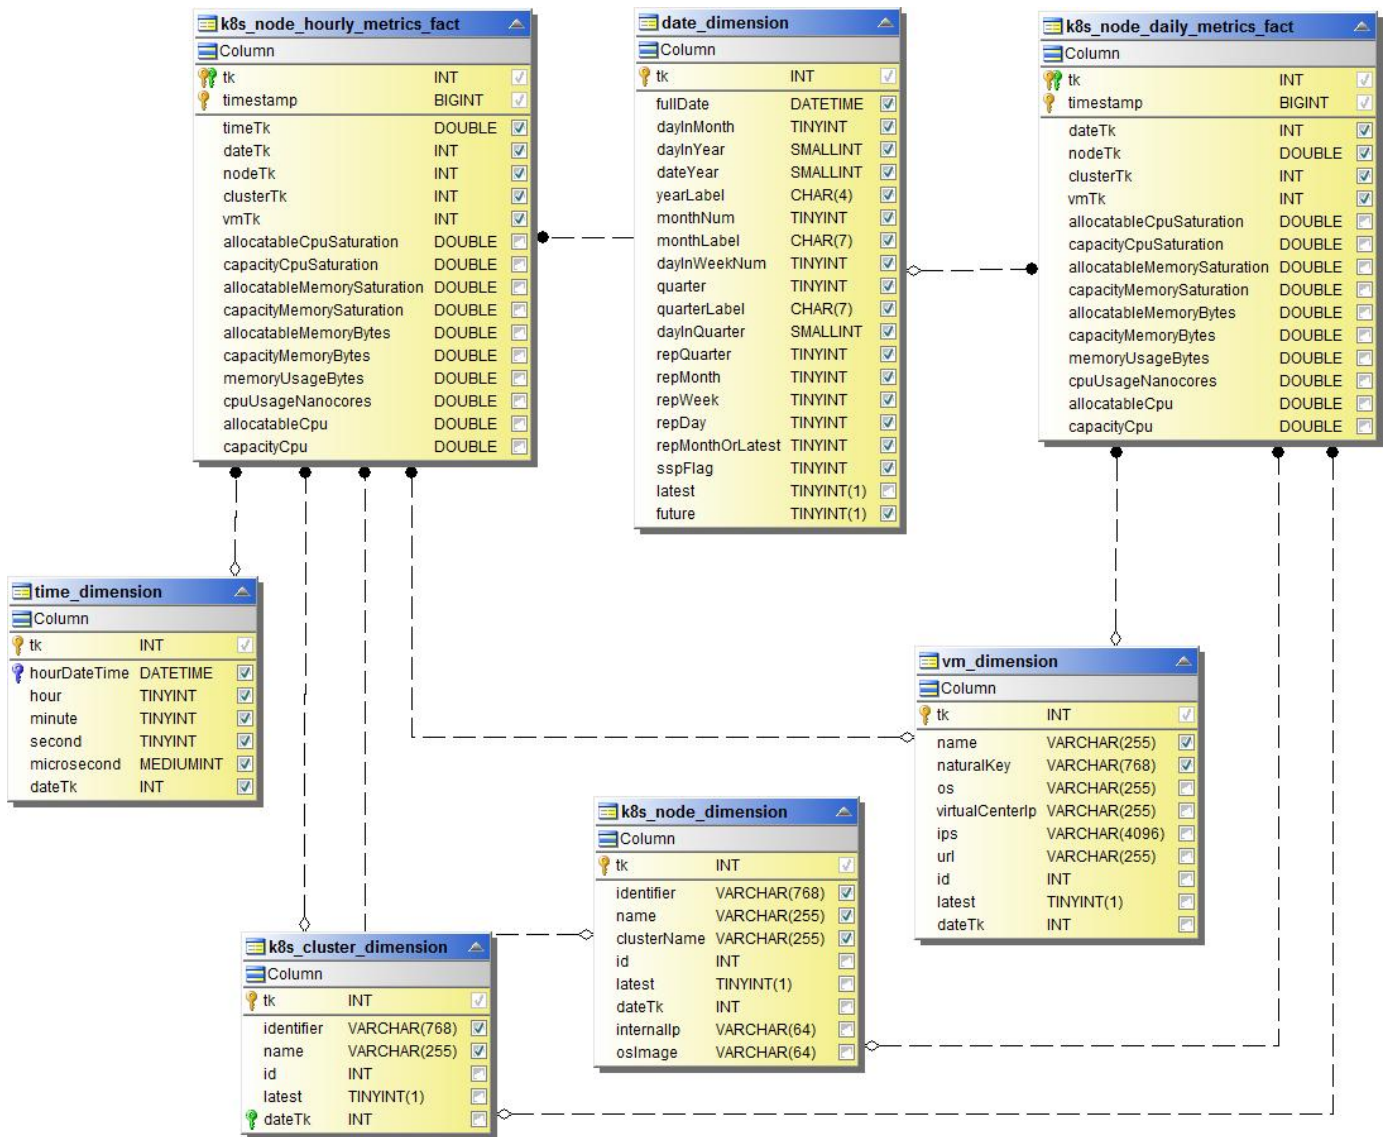 k8s_node_hourly_metrics_fact
Column
tk INT
timestamp BIGINT
timeTk DOUBLE
dateTk INT
nodeTk INT
clusterTk INT
vmTk INT
allocatableCpuSaturation DOUBLE
capacityCpuSaturation DOUBLE
allocatableMemorySaturation DOUBLE
capacityMemorySaturation DOUBLE
allocatableMemoryBytes DOUBLE
capacityMemoryBytes DOUBLE
memoryUsageBytes DOUBLE
cpuUsageNanocores DOUBLE
allocatableCpu DOUBLE
capacityCpu DOUBLE
date_dimension
Column
tk INT
fullDate DATETIME
dayInMonth TINYINT
dayInYear SMALLINT
dateYear SMALLINT
yearLabel CHAR(4)
monthNum TINYINT
monthLabel CHAR(7)
dayInWeekNum TINYINT
quarter TINYINT
quarterLabel CHAR(7)
dayInQuarter SMALLINT
repQuarter TINYINT
repMonth TINYINT
repWeek TINYINT
repDay TINYINT
repMonthOrLatest TINYINT
sspFlag TINYINT
latest TINYINT(1)
future TINYINT(1)
k8s_node_daily_metrics_fact
Column
tk INT
timestamp BIGINT
dateTk INT
nodeTk DOUBLE
clusterTk INT
vmTk INT
allocatableCpuSaturation DOUBLE
capacityCpuSaturation DOUBLE
allocatableMemorySaturation DOUBLE
capacityMemorySaturation DOUBLE
allocatableMemoryBytes DOUBLE
capacityMemoryBytes DOUBLE
memoryUsageBytes DOUBLE
cpuUsageNanocores DOUBLE
allocatableCpu DOUBLE
capacityCpu DOUBLE
time_dimension
Column
tk INT
hourDateTime DATETIME
hour TINYINT
minute TINYINT
second TINYINT
microsecond MEDIUMINT
dateTk INT
vm_dimension
Column
tk INT
name VARCHAR(255)
naturalKey VARCHAR(768)
os VARCHAR(255)
virtualCenterIp VARCHAR(255)
ips VARCHAR(4096)
url VARCHAR(255)
id INT
latest TINYINT(1)
dateTk INT
k8s_node_dimension
Column
tk INT
identifier VARCHAR(768)
name VARCHAR(255)
clusterName VARCHAR(255)
id INT
latest TINYINT(1)
dateTk INT
internalIp VARCHAR(64)
osImage VARCHAR(64)
k8s_cluster_dimension
Column
tk INT
identifier VARCHAR(768)
name VARCHAR(255)
id INT
latest TINYINT(1)
dateTk INT